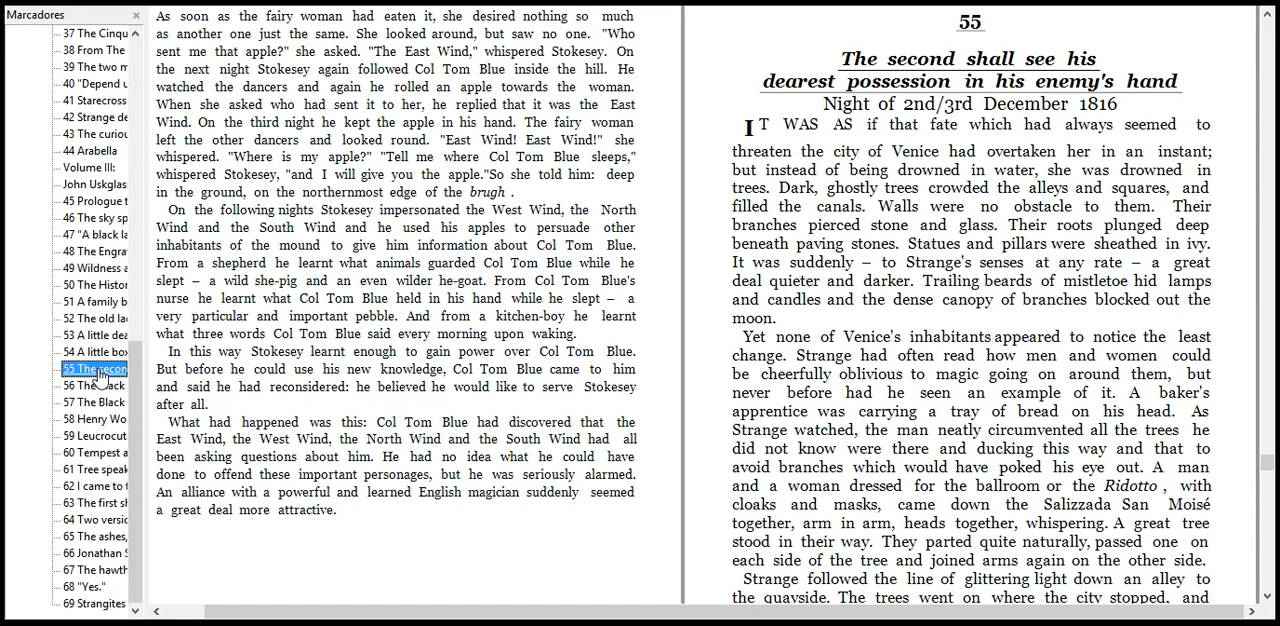 Marcadores
37 The Cinqu
38 From The
39 The two m
40 "Depend u
41 Starecross
42 Strange de
43 The curiou
44 Arabella
Volume III:
John Uskglas
45 Prologue t
46 The sky sp
47 "A black la
48 The Engra
49 Wildness a
50 The Histor
51 A family b
52 The old la
53 A little dea
54 A little box
55 The secon
56 The Black
57 The Black
58 Henry Wo
59 Leucrocut
60 Tempest a
61 Tree speak
62 I came to t
63 The first sh
64 Two versio
65 The ashes,
66 Jonathan S
67 The hawth
68 "Yes."
69 Strangites
As soon as the fairy woman had eaten it, she desired nothing so much
as another one just the same. She looked around, but saw no one. "Who
sent me that apple?" she asked. "The East Wind," whispered Stokesey. On
the next night Stokesey again followed Col Tom Blue inside the hill. He
watched the dancers and again he rolled an apple towards the woman.
When she asked who had sent it to her, he replied that it was the East
Wind. On the third night he kept the apple in his hand. The fairy woman
left the other dancers and looked round. "East Wind! East Wind!" she
whispered. "Where is my apple?" "Tell me where Col Tom Blue sleeps,"
whispered Stokesey, "and I will give you the apple."So she told him: deep
in the ground, on the northernmost edge of the brugh .
On the following nights Stokesey impersonated the West Wind, the North
Wind and the South Wind and he used his apples to persuade other
inhabitants of the mound to give him information about Col Tom Blue.
From a shepherd he learnt what animals guarded Col Tom Blue while he
slept – a wild she-pig and an even wilder he-goat. From Col Tom Blue's
nurse he learnt what Col Tom Blue held in his hand while he slept – a
very particular and important pebble. And from a kitchen-boy he learnt
what three words Col Tom Blue said every morning upon waking.
In this way Stokesey learnt enough to gain power over Col Tom Blue.
But before he could use his new knowledge, Col Tom Blue came to him
and said he had reconsidered: he believed he would like to serve Stokesey
after all.
What had happened was this: Col Tom Blue had discovered that the
East Wind, the West Wind, the North Wind and the South Wind had all
been asking questions about him. He had no idea what he could have
done to offend these important personages, but he was seriously alarmed.
An alliance with a powerful and learned English magician suddenly seemed
a great deal more attractive.
55
The second shall see his
dearest possession in his enemy's hand
Night of 2nd/3rd December 1816
IT WAS AS if that fate which had always seemed to
threaten the city of Venice had overtaken her in an instant;
but instead of being drowned in water, she was drowned in
trees. Dark, ghostly trees crowded the alleys and squares, and
filled the canals. Walls were no obstacle to them. Their
branches pierced stone and glass. Their roots plunged deep
beneath paving stones. Statues and pillars were sheathed in ivy.
It was suddenly – to Strange's senses at any rate – a great
deal quieter and darker. Trailing beards of mistletoe hid lamps
and candles and the dense canopy of branches blocked out the
moon.
Yet none of Venice's inhabitants appeared to notice the least
change. Strange had often read how men and women could
be cheerfully oblivious to magic going on around them, but
never before had he seen an example of it. A baker's
apprentice was carrying a tray of bread on his head. As
Strange watched, the man neatly circumvented all the trees he
did not know were there and ducking this way and that to
avoid branches which would have poked his eye out. A man
and a woman dressed for the ballroom or the Ridotto , with
cloaks and masks, came down the Salizzada San Moisé
together, arm in arm, heads together, whispering. A great tree
stood in their way. They parted quite naturally, passed one on
each side of the tree and joined arms again on the other side.
Strange followed the line of glittering light down an alley to
the quayside. The trees went on where the city stopped, and